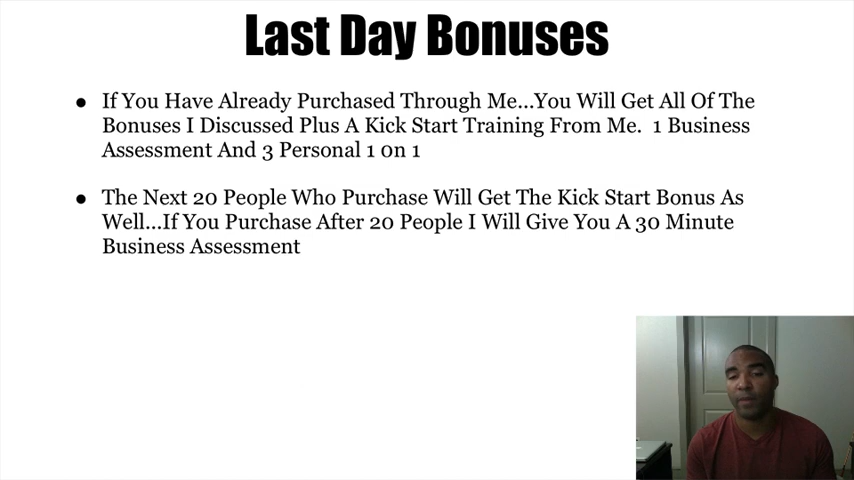 Last Day Bonuses
● If You Have Already Purchased Through Me...You Will Get All Of The
Bonuses I Discussed Plus A Kick Start Training From Me.  1 Business
Assessment And 3 Personal 1 0n 1
● The Next 20 People Who Purchase Will Get The Kick Start Bonus As
Well...If You Purchase After 20 People I Will Give You A 30 Minute
Business Assessment